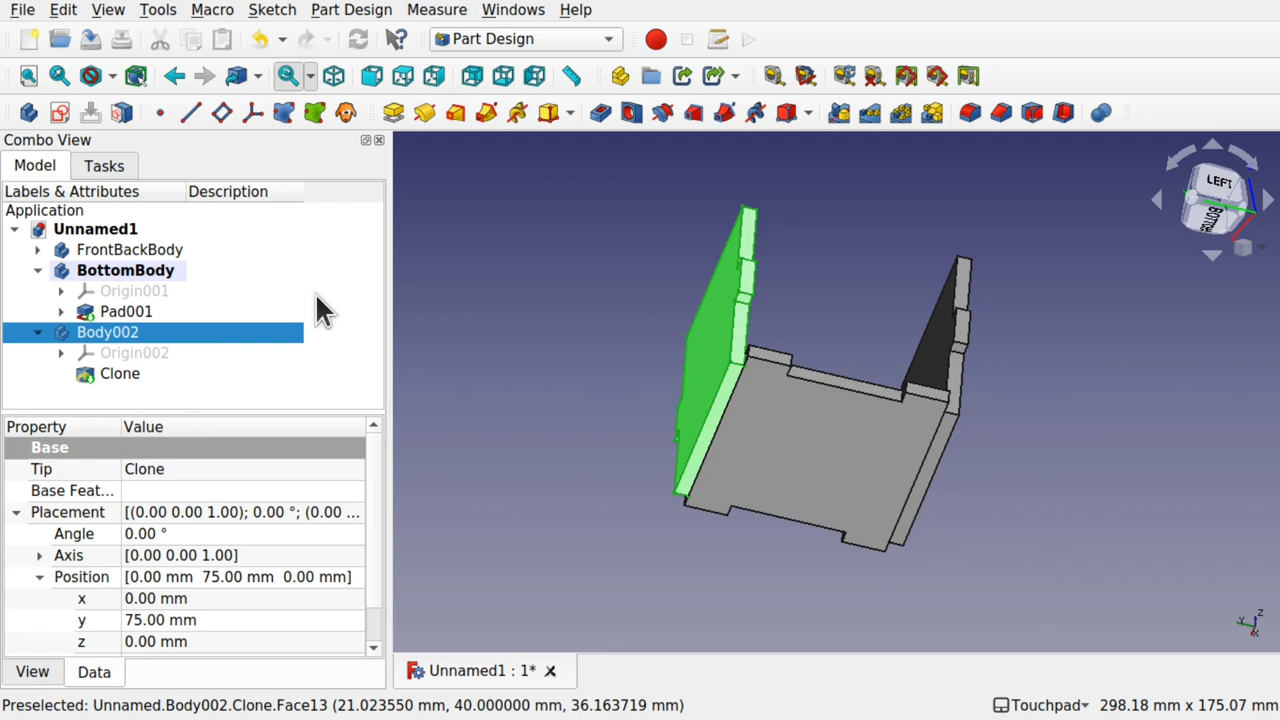 File Edit View Tools Macro Sketch Part Design Measure Windows Help
Part Design
Combo View
Model Tasks
Labels & Attributes Description
Application
Unnamed1
FrontBackBody
BottomBody
Origin001
Pad001
Body002
Origin002
Clone
Property Value
Base
Tip Clone
Base Feat...
Placement [(0.00 0.00 1.00); 0.00 °; (0.00 ...
Angle 0.00 °
Axis [0.00 0.00 1.00]
Position [0.00 mm 75.00 mm 0.00 mm]
x 0.00 mm
y 75.00 mm
z 0.00 mm
View Data
LEFT
BOTTOM
z
Y
x
Unnamed1 : 1*
Preselected: Unnamed.Body002.Clone.Face13 (21.023550 mm, 40.000000 mm, 36.163719 mm)
Touchpad 298.18 mm x 175.07 mm